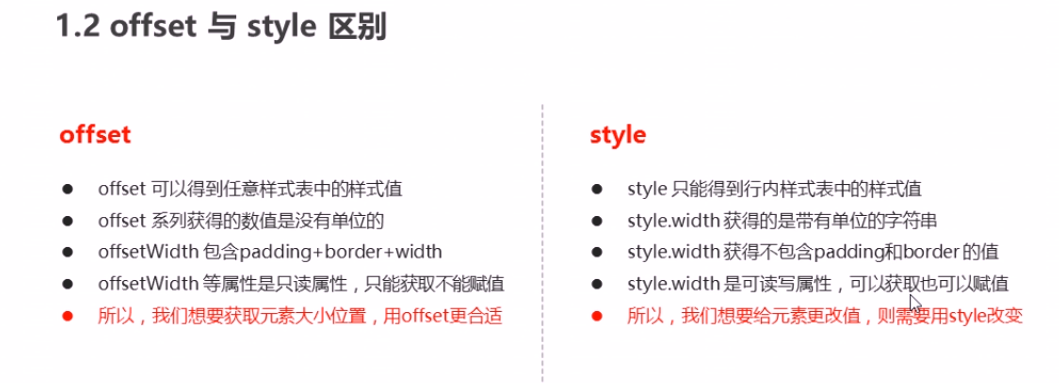 1.2 offset 与 style 区别
offset
● offset 可以得到任意样式表中的样式值
● offset 系列获得的数值是没有单位的
● offsetWidth 包含padding+border+width
● offsetWidth 等属性是只读属性，只能获取不能赋值
● 所以，我们想要获取元素大小位置，用offset更合适
style
● style 只能得到行内样式表中的样式值
● style.width 获得的是带有单位的字符串
● style.width 获得不包含padding和border 的值
● style.width 是可读写属性，可以获取也可以赋值
● 所以，我们想要给元素更改值，则需要用style改变